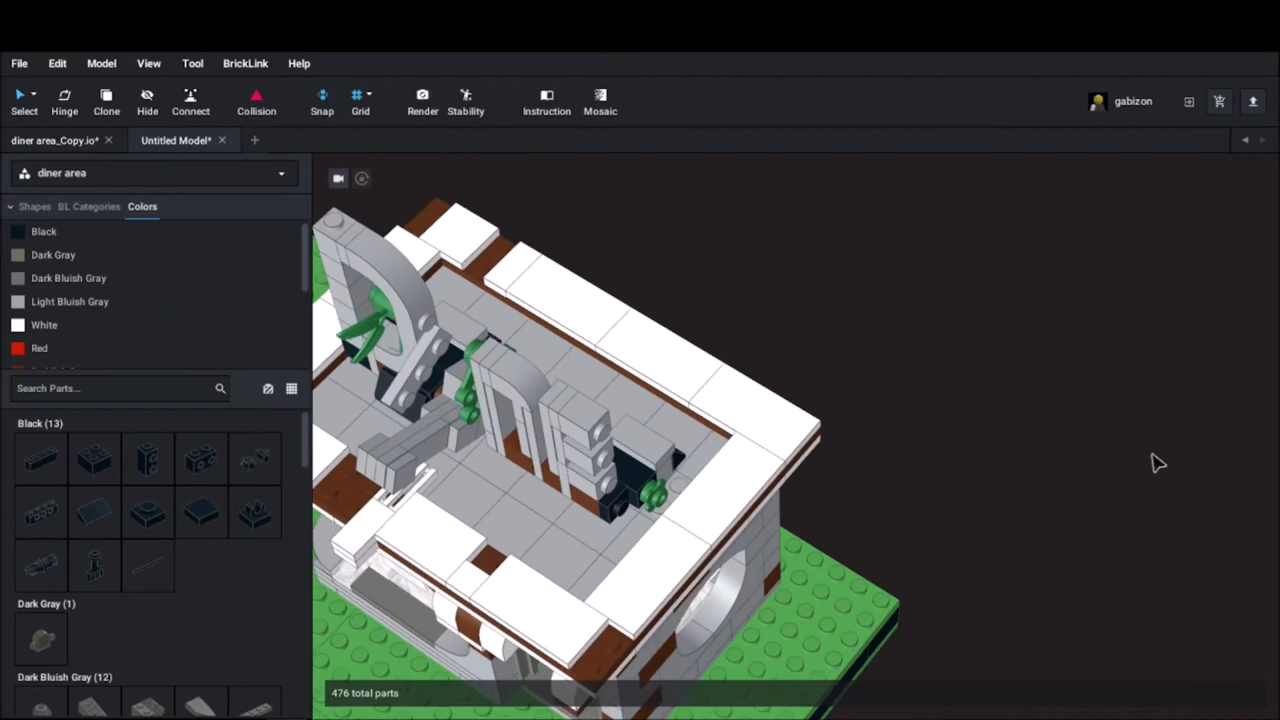 File Edit Model View Tool BrickLink Help
Select Hinge Clone Hide Connect Collision Snap Grid Render Stability Instruction Mosaic gabizon
diner area_Copy.io* Untitled Model*
diner area
Shapes BL Categories Colors
Black
Dark Gray
Dark Bluish Gray
Light Bluish Gray
White
Red
Search Parts...
Black (13)
Dark Gray (1)
Dark Bluish Gray (12)
476 total parts